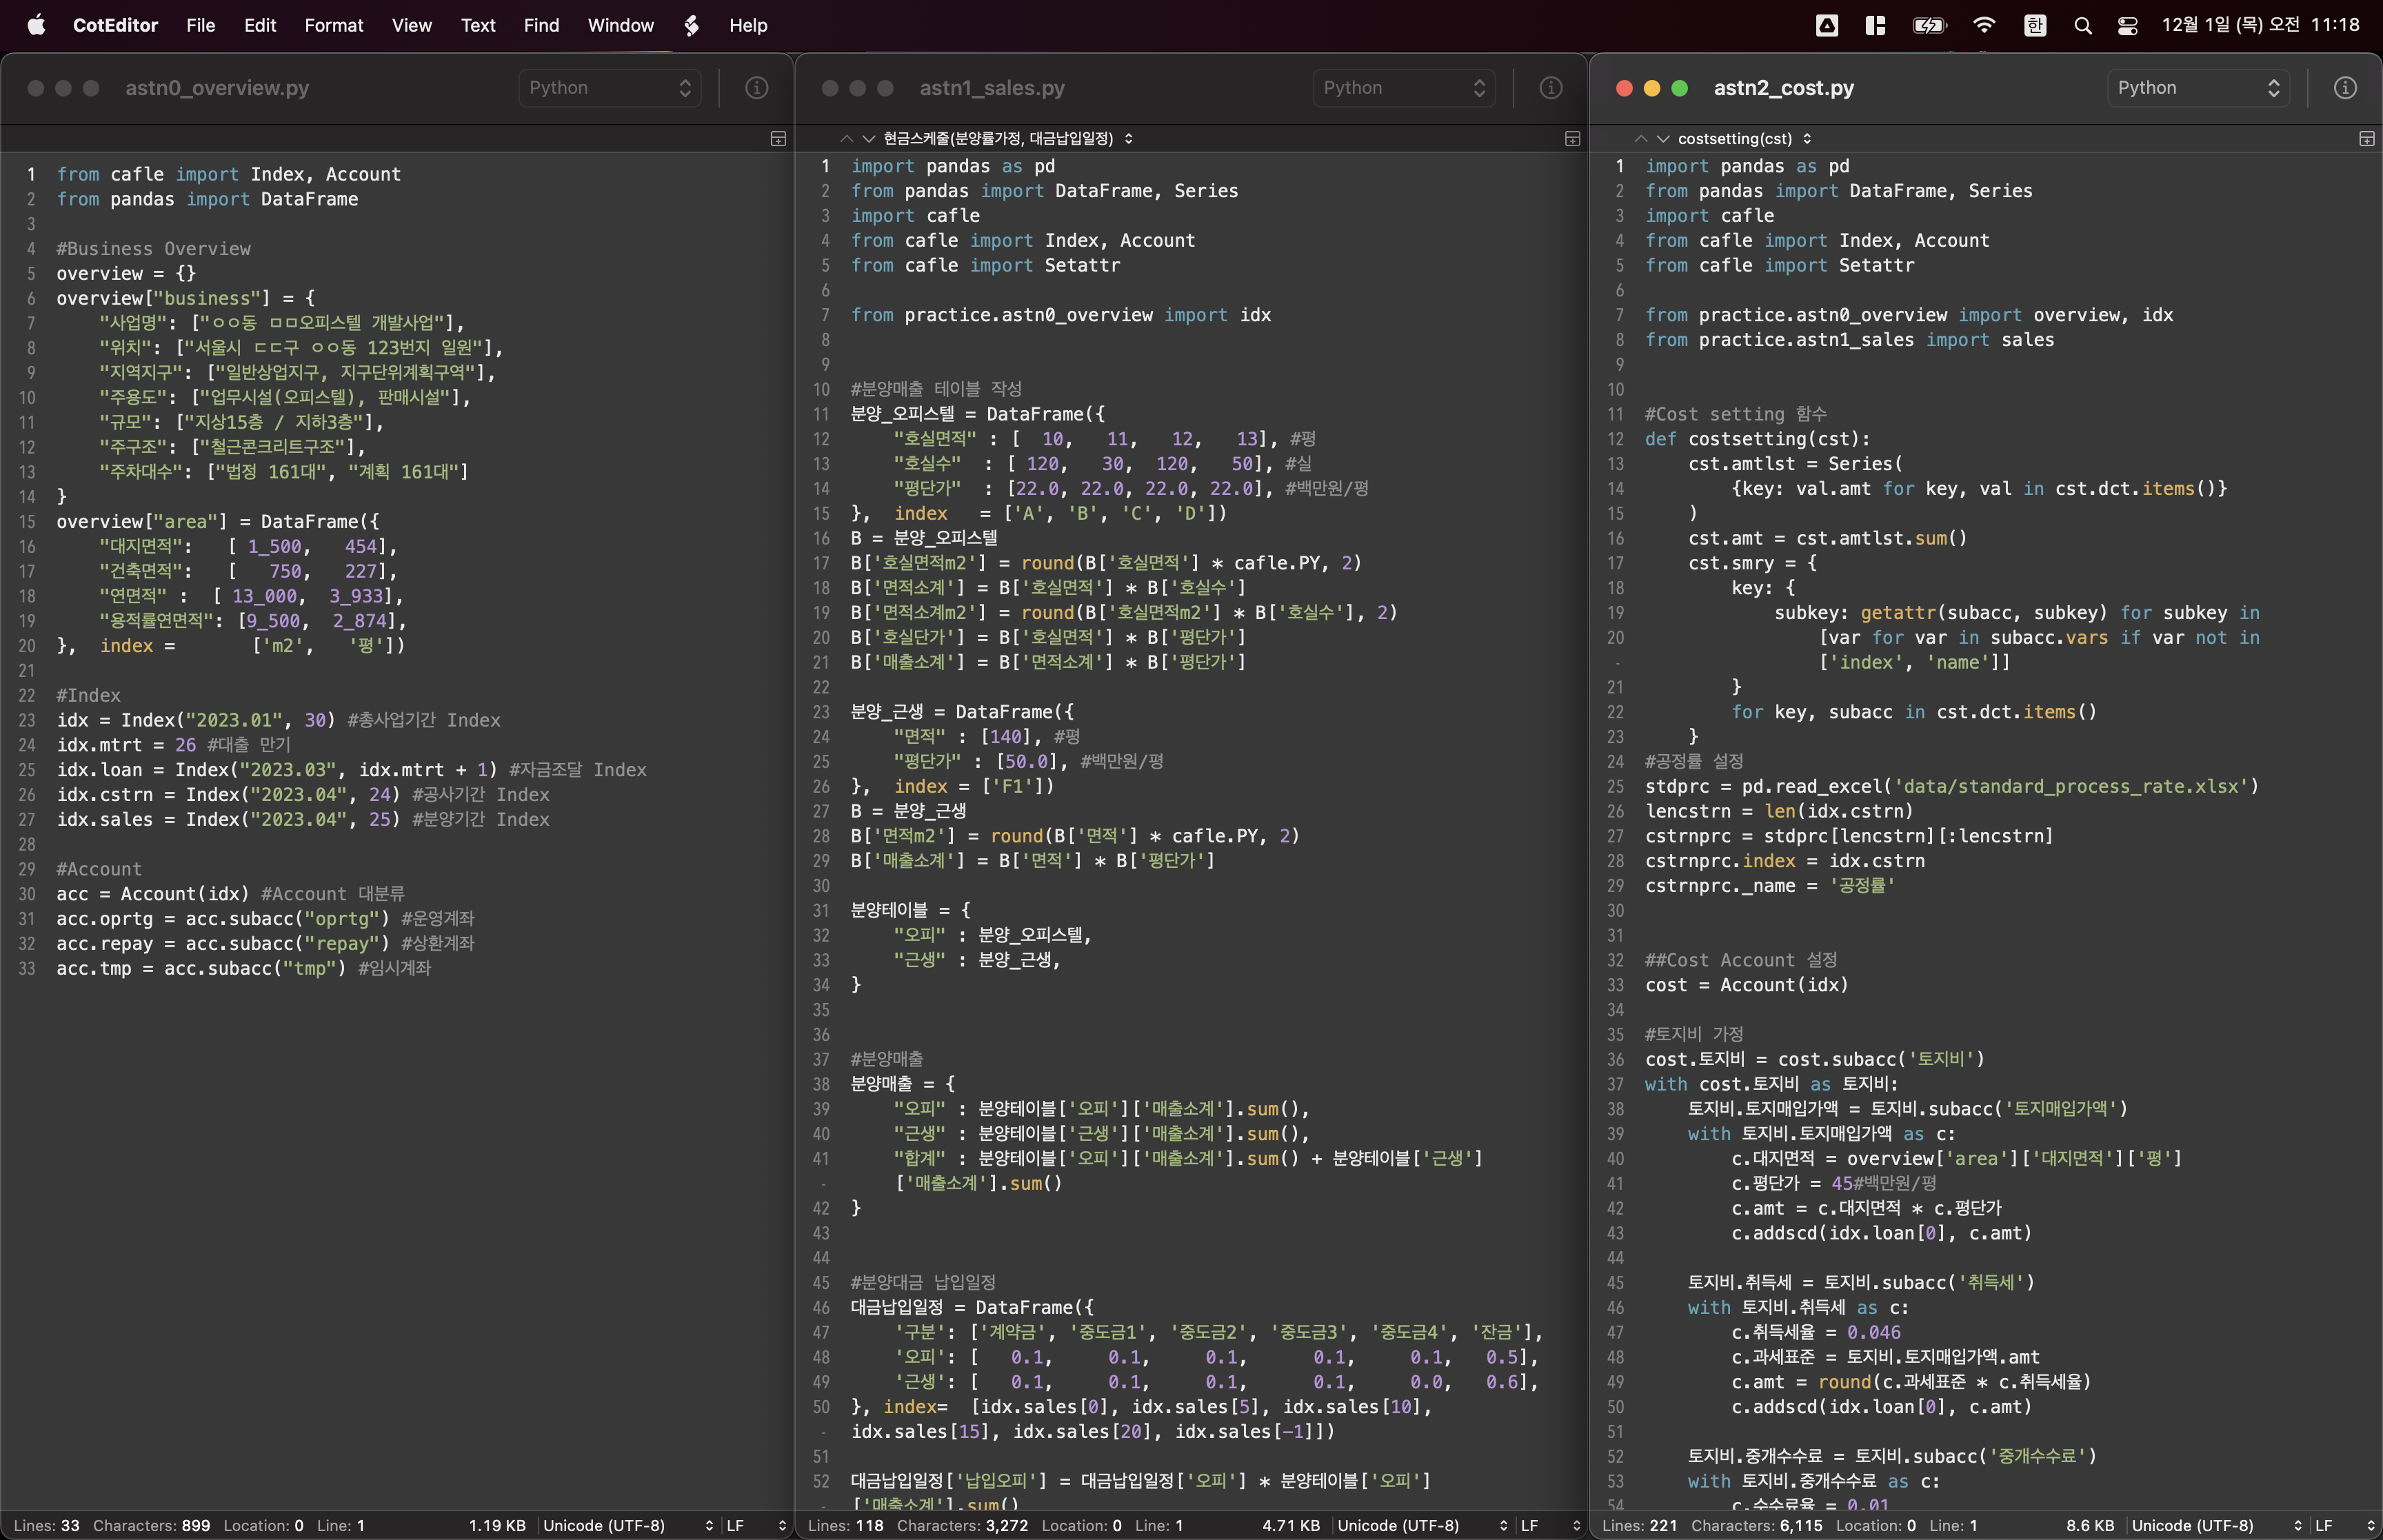 CotEditor File Edit Format View Text Find Window Help 한 12월 1일 (목) 오전 11:18
astn0_overview.py Python
1 from cafle import Index, Account
2 from pandas import DataFrame
3
4 #Business Overview
5 overview = {}
6 overview["business"] = {
7 "사업명": ["ㅇㅇ동 ㅁㅁ오피스텔 개발사업"],
8 "위치": ["서울시 ㄷㄷ구 ㅇㅇ동 123번지 일원"],
9 "지역지구": ["일반상업지구, 지구단위계획구역"],
10 "주용도": ["업무시설(오피스텔), 판매시설"],
11 "규모": ["지상15층 / 지하3층"],
12 "주구조": ["철근콘크리트구조"],
13 "주차대수": ["법정 161대", "계획 161대"]
14 }
15 overview["area"] = DataFrame({
16 "대지면적": [ 1_500, 454],
17 "건축면적": [ 750, 227],
18 "연면적" : [ 13_000, 3_933],
19 "용적률연면적": [9_500, 2_874],
20 }, index = ['m2', '평'])
21
22 #Index
23 idx = Index("2023.01", 30) #총사업기간 Index
24 idx.mtrt = 26 #대출 만기
25 idx.loan = Index("2023.03", idx.mtrt + 1) #자금조달 Index
26 idx.cstrn = Index("2023.04", 24) #공사기간 Index
27 idx.sales = Index("2023.04", 25) #분양기간 Index
28
29 #Account
30 acc = Account(idx) #Account 대분류
31 acc.oprtg = acc.subacc("oprtg") #운영계좌
32 acc.repay = acc.subacc("repay") #상환계좌
33 acc.tmp = acc.subacc("tmp") #임시계좌
Lines: 33 Characters: 899 Location: 0 Line: 1 1.19 KB Unicode (UTF-8) LF
astn1_sales.py Python
현금스케줄(분양률가정, 대금납입일정)
1 import pandas as pd
2 from pandas import DataFrame, Series
3 import cafle
4 from cafle import Index, Account
5 from cafle import Setattr
6
7 from practice.astn0_overview import idx
8
9
10 #분양매출 테이블 작성
11 분양_오피스텔 = DataFrame({
12 "호실면적" : [ 10, 11, 12, 13], #평
13 "호실수" : [ 120, 30, 120, 50], #실
14 "평단가" : [22.0, 22.0, 22.0, 22.0], #백만원/평
15 }, index = ['A', 'B', 'C', 'D'])
16 B = 분양_오피스텔
17 B['호실면적m2'] = round(B['호실면적'] * cafle.PY, 2)
18 B['면적소계'] = B['호실면적'] * B['호실수']
19 B['면적소계m2'] = round(B['호실면적m2'] * B['호실수'], 2)
20 B['호실단가'] = B['호실면적'] * B['평단가']
21 B['매출소계'] = B['면적소계'] * B['평단가']
22
23 분양_근생 = DataFrame({
24 "면적" : [140], #평
25 "평단가" : [50.0], #백만원/평
26 }, index = ['F1'])
27 B = 분양_근생
28 B['면적m2'] = round(B['면적'] * cafle.PY, 2)
29 B['매출소계'] = B['면적'] * B['평단가']
30
31 분양테이블 = {
32 "오피" : 분양_오피스텔,
33 "근생" : 분양_근생,
34 }
35
36
37 #분양매출
38 분양매출 = {
39 "오피" : 분양테이블['오피']['매출소계'].sum(),
40 "근생" : 분양테이블['근생']['매출소계'].sum(),
41 "합계" : 분양테이블['오피']['매출소계'].sum() + 분양테이블['근생']
- ['매출소계'].sum()
42 }
43
44
45 #분양대금 납입일정
46 대금납입일정 = DataFrame({
47 '구분': ['계약금', '중도금1', '중도금2', '중도금3', '중도금4', '잔금'],
48 '오피': [ 0.1, 0.1, 0.1, 0.1, 0.1, 0.5],
49 '근생': [ 0.1, 0.1, 0.1, 0.1, 0.0, 0.6],
50 }, index= [idx.sales[0], idx.sales[5], idx.sales[10],
- idx.sales[15], idx.sales[20], idx.sales[-1]])
51
52 대금납입일정['납입오피'] = 대금납입일정['오피'] * 분양테이블['오피']
- ['매출소계'].sum()
Lines: 118 Characters: 3,272 Location: 0 Line: 1 4.71 KB Unicode (UTF-8) LF
astn2_cost.py Python
costsetting(cst)
1 import pandas as pd
2 from pandas import DataFrame, Series
3 import cafle
4 from cafle import Index, Account
5 from cafle import Setattr
6
7 from practice.astn0_overview import overview, idx
8 from practice.astn1_sales import sales
9
10
11 #Cost setting 함수
12 def costsetting(cst):
13 cst.amtlst = Series(
14 {key: val.amt for key, val in cst.dct.items()}
15 )
16 cst.amt = cst.amtlst.sum()
17 cst.smry = {
18 key: {
19 subkey: getattr(subacc, subkey) for subkey in
20 [var for var in subacc.vars if var not in
- ['index', 'name']]
21 }
22 for key, subacc in cst.dct.items()
23 }
24 #공정률 설정
25 stdprc = pd.read_excel('data/standard_process_rate.xlsx')
26 lencstrn = len(idx.cstrn)
27 cstrnprc = stdprc[lencstrn][:lencstrn]
28 cstrnprc.index = idx.cstrn
29 cstrnprc._name = '공정률'
30
31
32 ##Cost Account 설정
33 cost = Account(idx)
34
35 #토지비 가정
36 cost.토지비 = cost.subacc('토지비')
37 with cost.토지비 as 토지비:
38 토지비.토지매입가액 = 토지비.subacc('토지매입가액')
39 with 토지비.토지매입가액 as c:
40 c.대지면적 = overview['area']['대지면적']['평']
41 c.평단가 = 45#백만원/평
42 c.amt = c.대지면적 * c.평단가
43 c.addscd(idx.loan[0], c.amt)
44
45 토지비.취득세 = 토지비.subacc('취득세')
46 with 토지비.취득세 as c:
47 c.취득세율 = 0.046
48 c.과세표준 = 토지비.토지매입가액.amt
49 c.amt = round(c.과세표준 * c.취득세율)
50 c.addscd(idx.loan[0], c.amt)
51
52 토지비.중개수수료 = 토지비.subacc('중개수수료')
53 with 토지비.중개수수료 as c:
54 c.수수료율 = 0.01
Lines: 221 Characters: 6,115 Location: 0 Line: 1 8.6 KB Unicode (UTF-8) LF